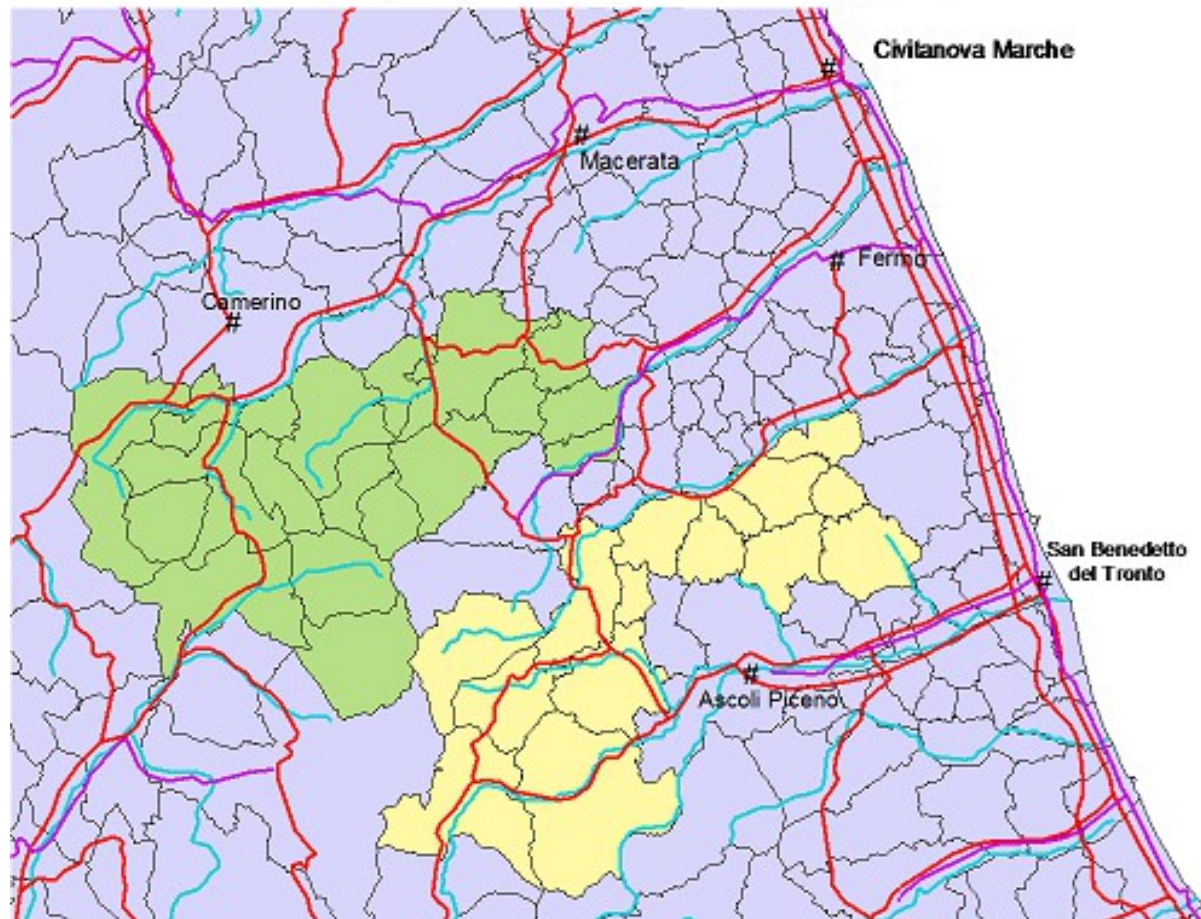 Civitanova Marche
#
#
Macerata
# Fermo
Camerino
#
San Benedetto
del Tronto
#
#
Ascoli Piceno